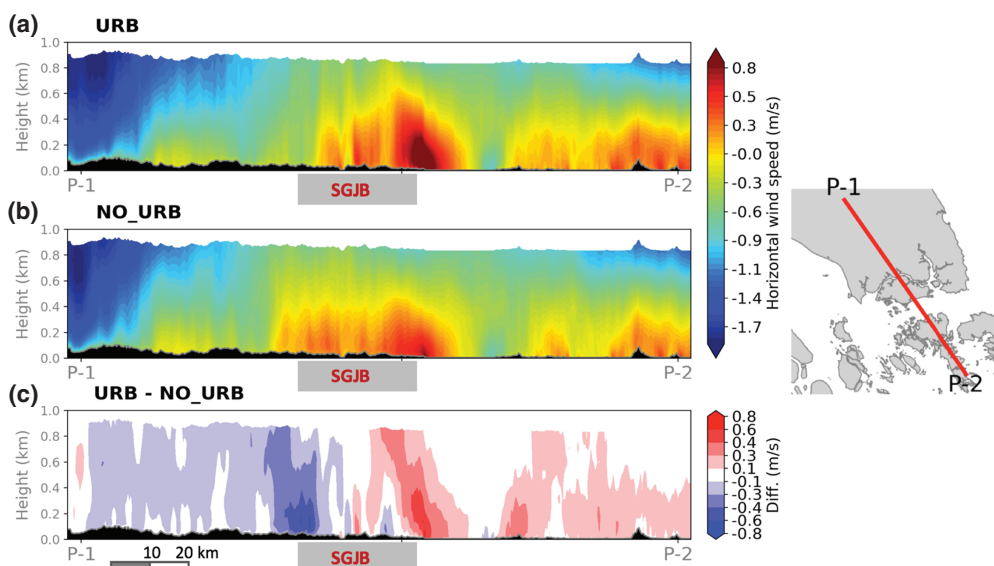 (a) URB
1.0
0.8
0.6
0.4
0.2
0.0
Height (km)
P-1
SGJB
P-2
(b) NO_URB
1.0
0.8
0.6
0.4
0.2
0.0
Height (km)
P-1
SGJB
P-2
0.8
0.5
0.3
-0.0
-0.3
-0.6
-0.9
-1.1
-1.4
-1.7
Horizontal wind speed (m/s)
(c) URB - NO_URB
1.0
0.8
0.6
0.4
0.2
0.0
Height (km)
P-1
SGJB
P-2
10 20 km
0.8
0.6
0.4
0.3
0.1
-0.1
-0.3
-0.4
-0.6
-0.8
Diff. (m/s)
P-1
P-2